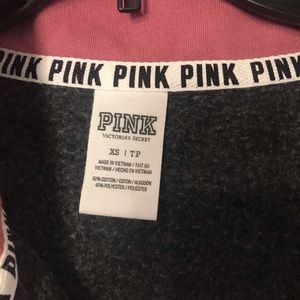 PINK PINK PINK PINK PINK
PINK
VICTORIA'S SECRET
XS | TP
MADE IN VIETNAM / FAIT AU
VIETNAM / HECHO EN VIETNAM
60% COTTON / COTON / ALGODÓN
40% POLYESTER / POLIÉSTER